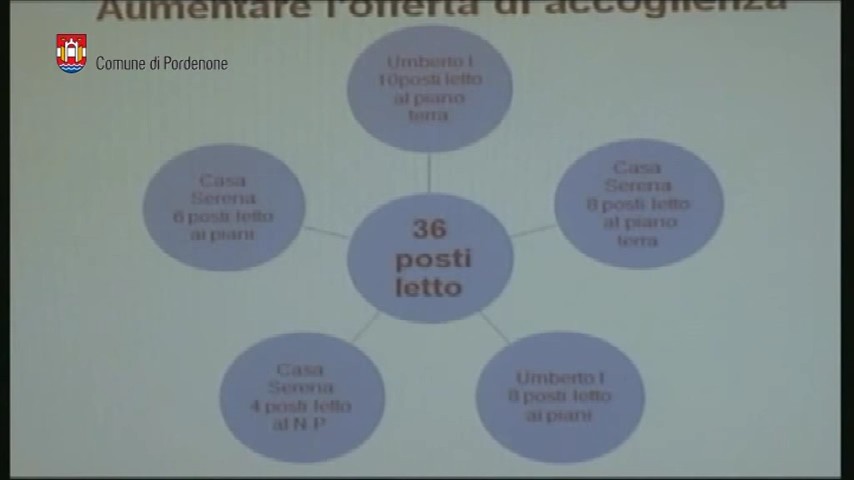 Aumentare l'offerta di accoglienza
Comune di Pordenone
Umberto I
10posti letto
al piano
terra
Casa
Serena
6 posti letto
ai piani
36
posti
letto
Casa
Serena
8 posti letto
al piano
terra
Casa
Serena
4 posti letto
al N.P
Umberto I
8 posti letto
ai piani